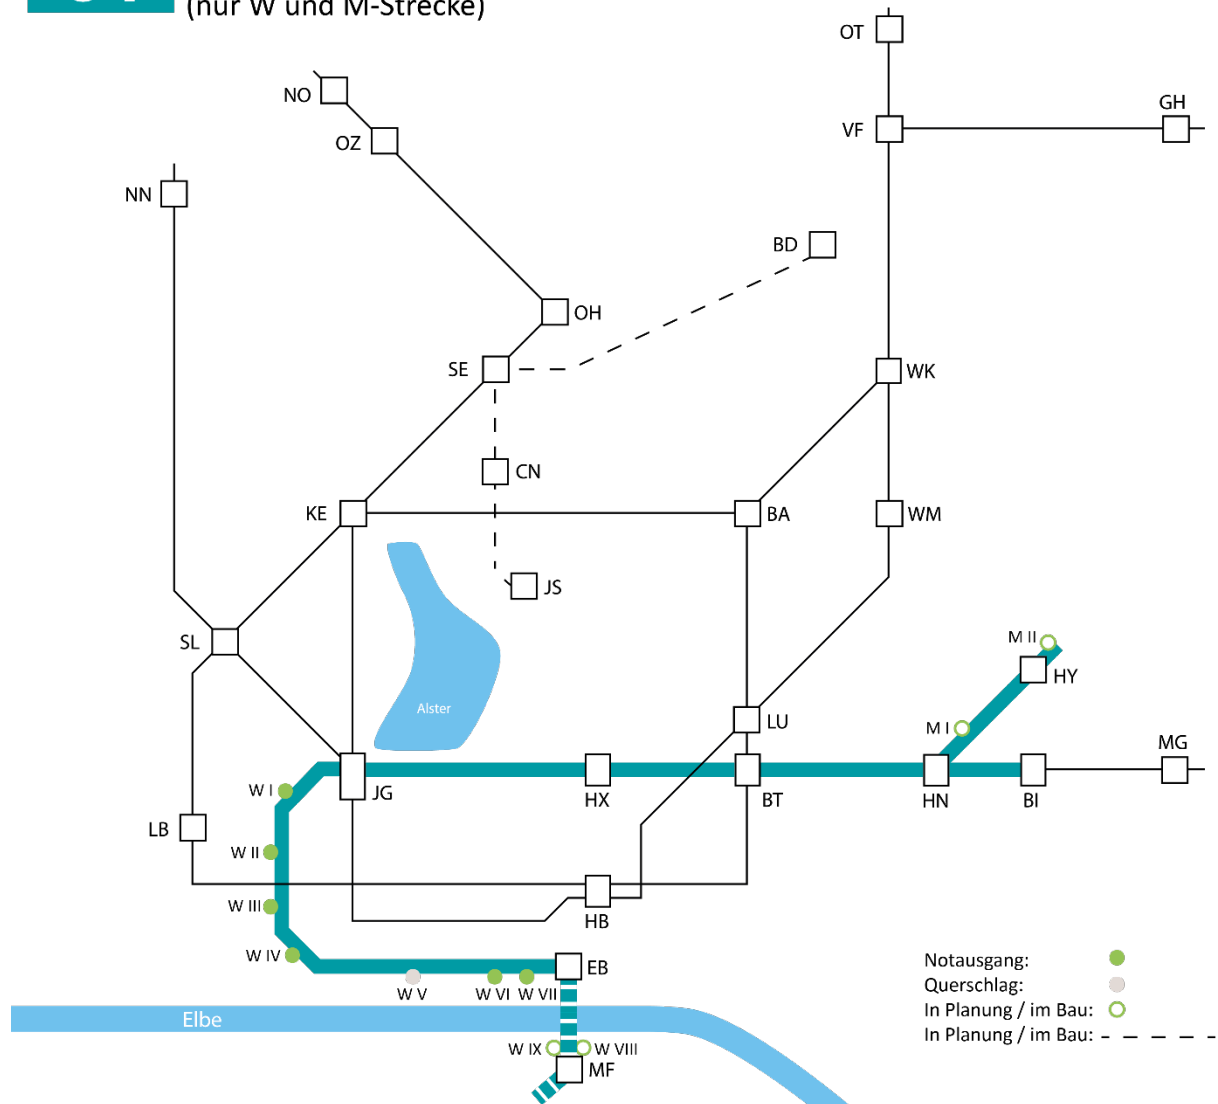 (nur W und M-Strecke)
OT
NO
GH
VF
OZ
NN
BD
OH
SE
WK
CN
KE
BA
WM
JS
SL
M II
HY
Alster
LU
M I
MG
W I
JG
HX
BT
HN
BI
LB
W II
W III
HB
W IV
EB
Notausgang:
Querschlag:
W V
W VI
W VII
In Planung / im Bau:
Elbe
In Planung / im Bau:
W IX
W VIII
MF